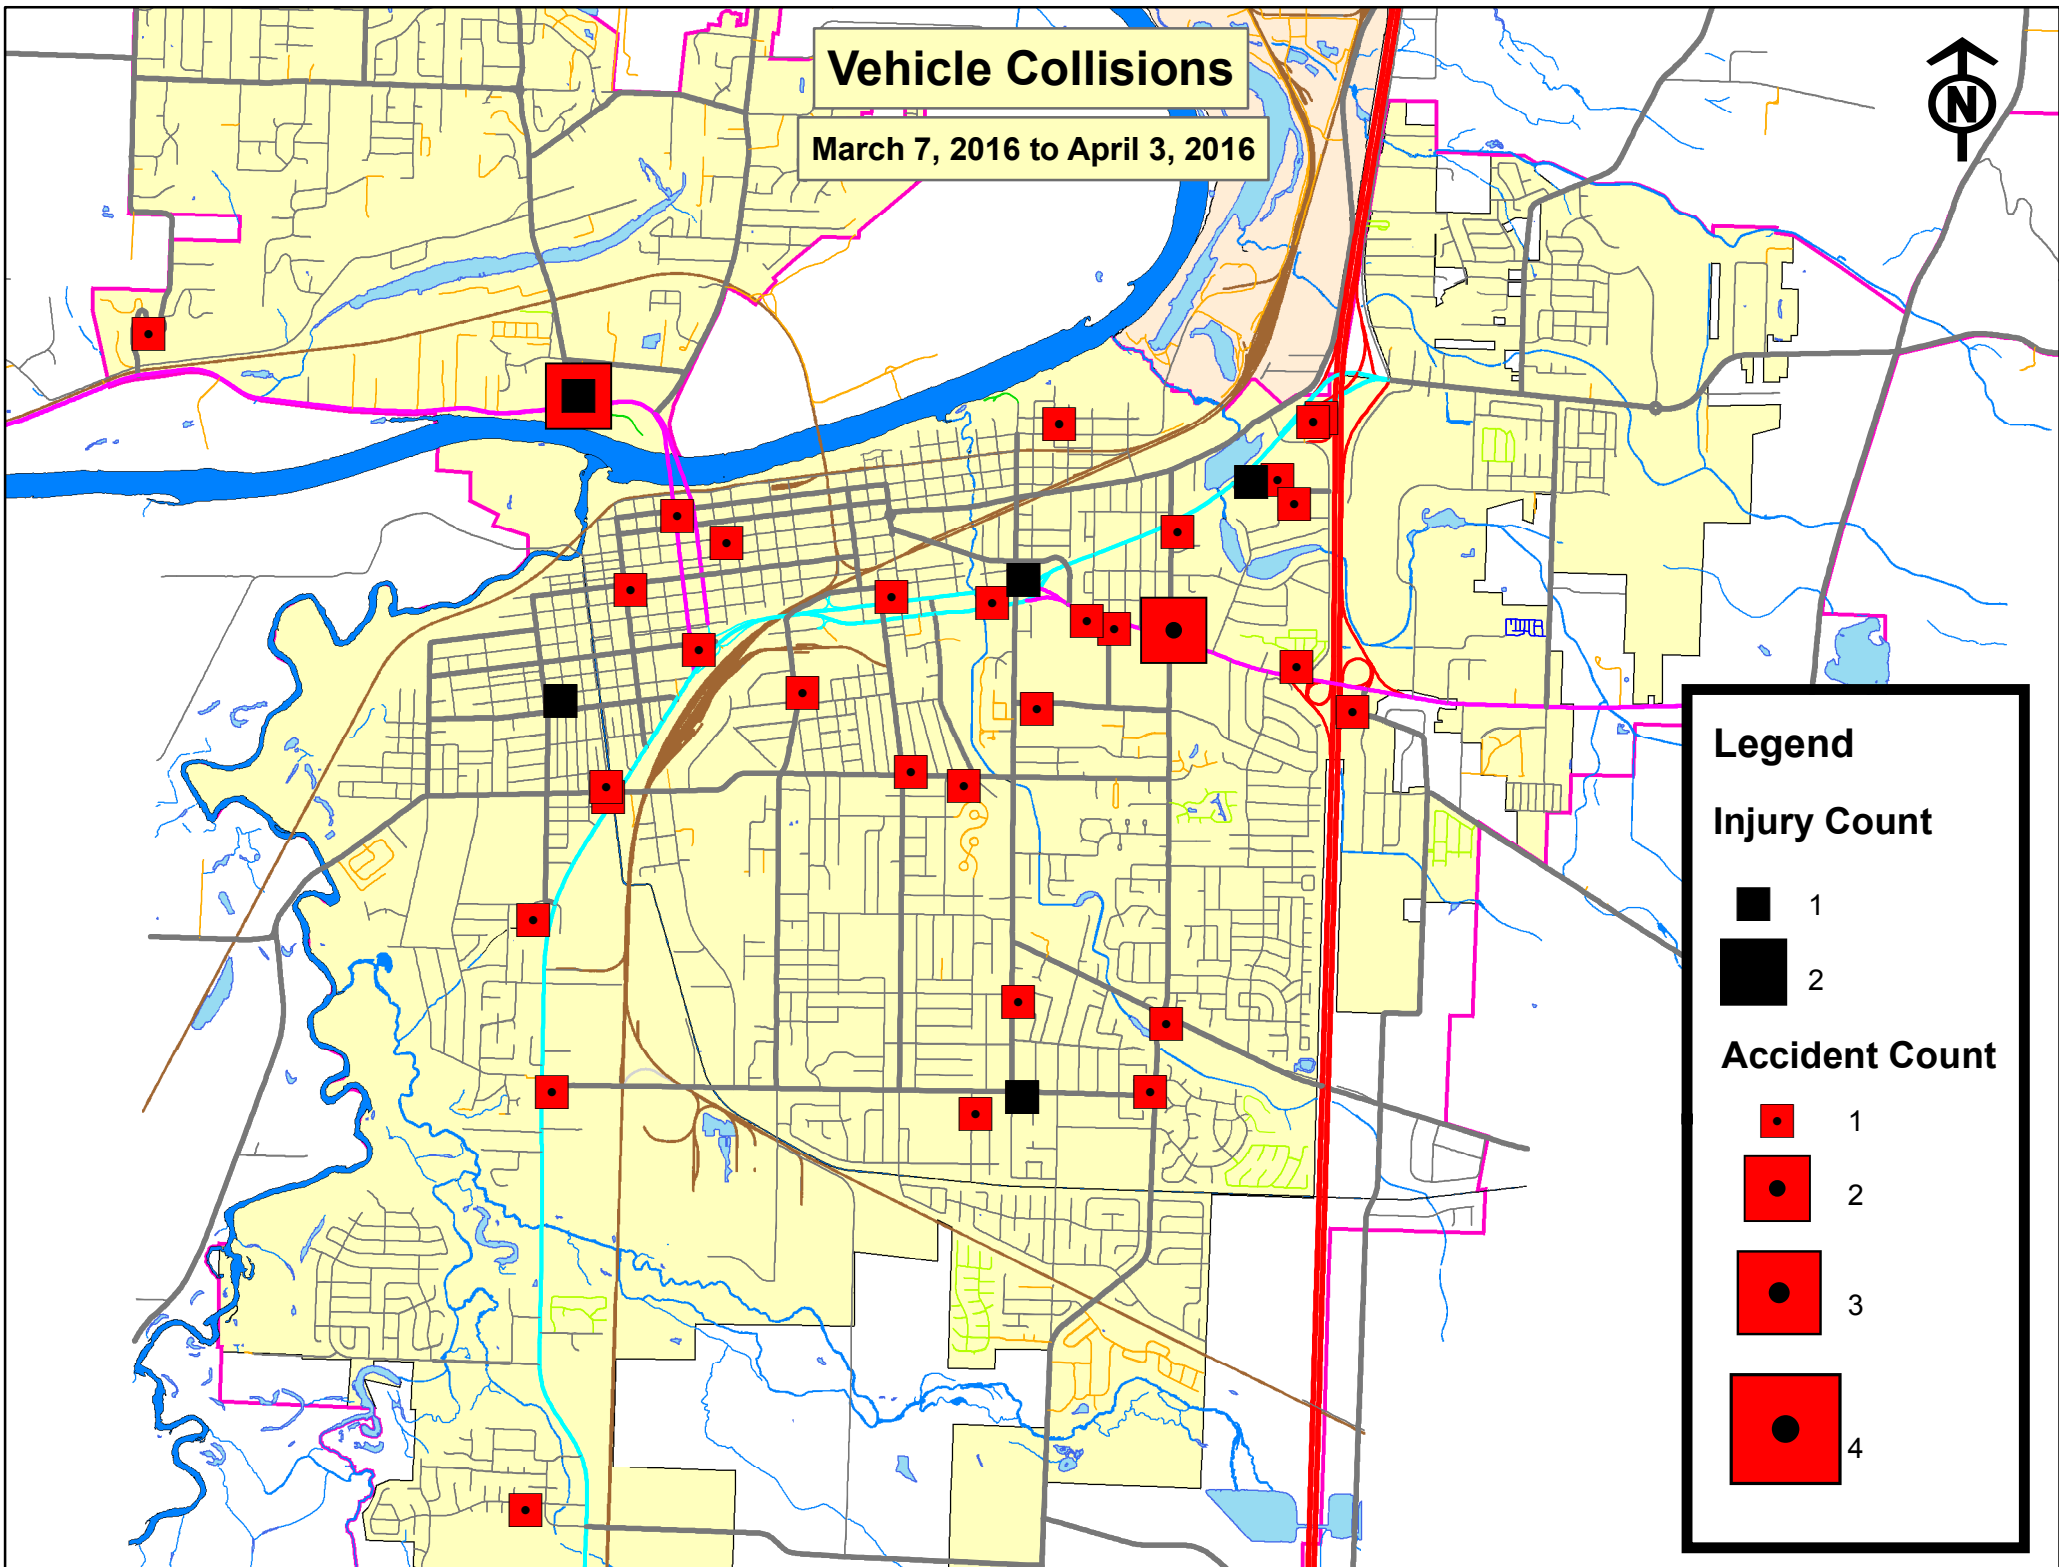 Vehicle Collisions
March 7, 2016 to April 3, 2016
N
Legend
Injury Count
1
2
Accident Count
1
2
3
4